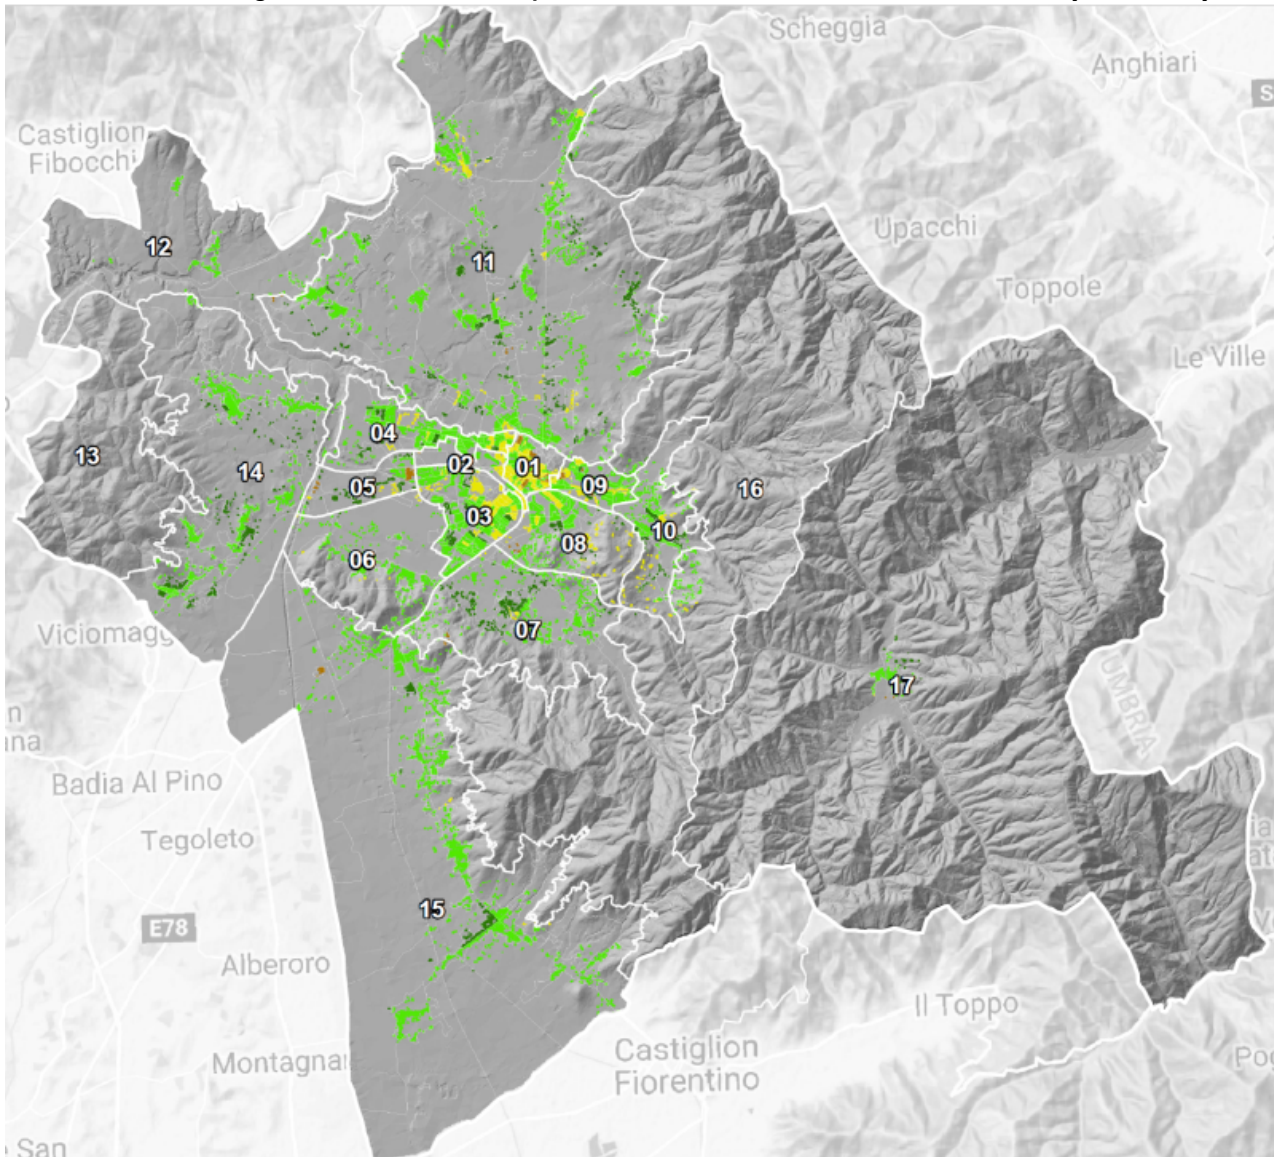 Scheggia
Anghiari
S
Castiglion
Fibocchi
Upacchi
12
11
Toppole
Le Ville
04
13
02
01
14
05
09
16
03
10
08
06
07
Viciomagg
17
n
ana
Badia Al Pino
Tegoleto
15
E78
Alberoro
Il Toppo
Montagna
Castiglion
Fiorentino
Pog
San